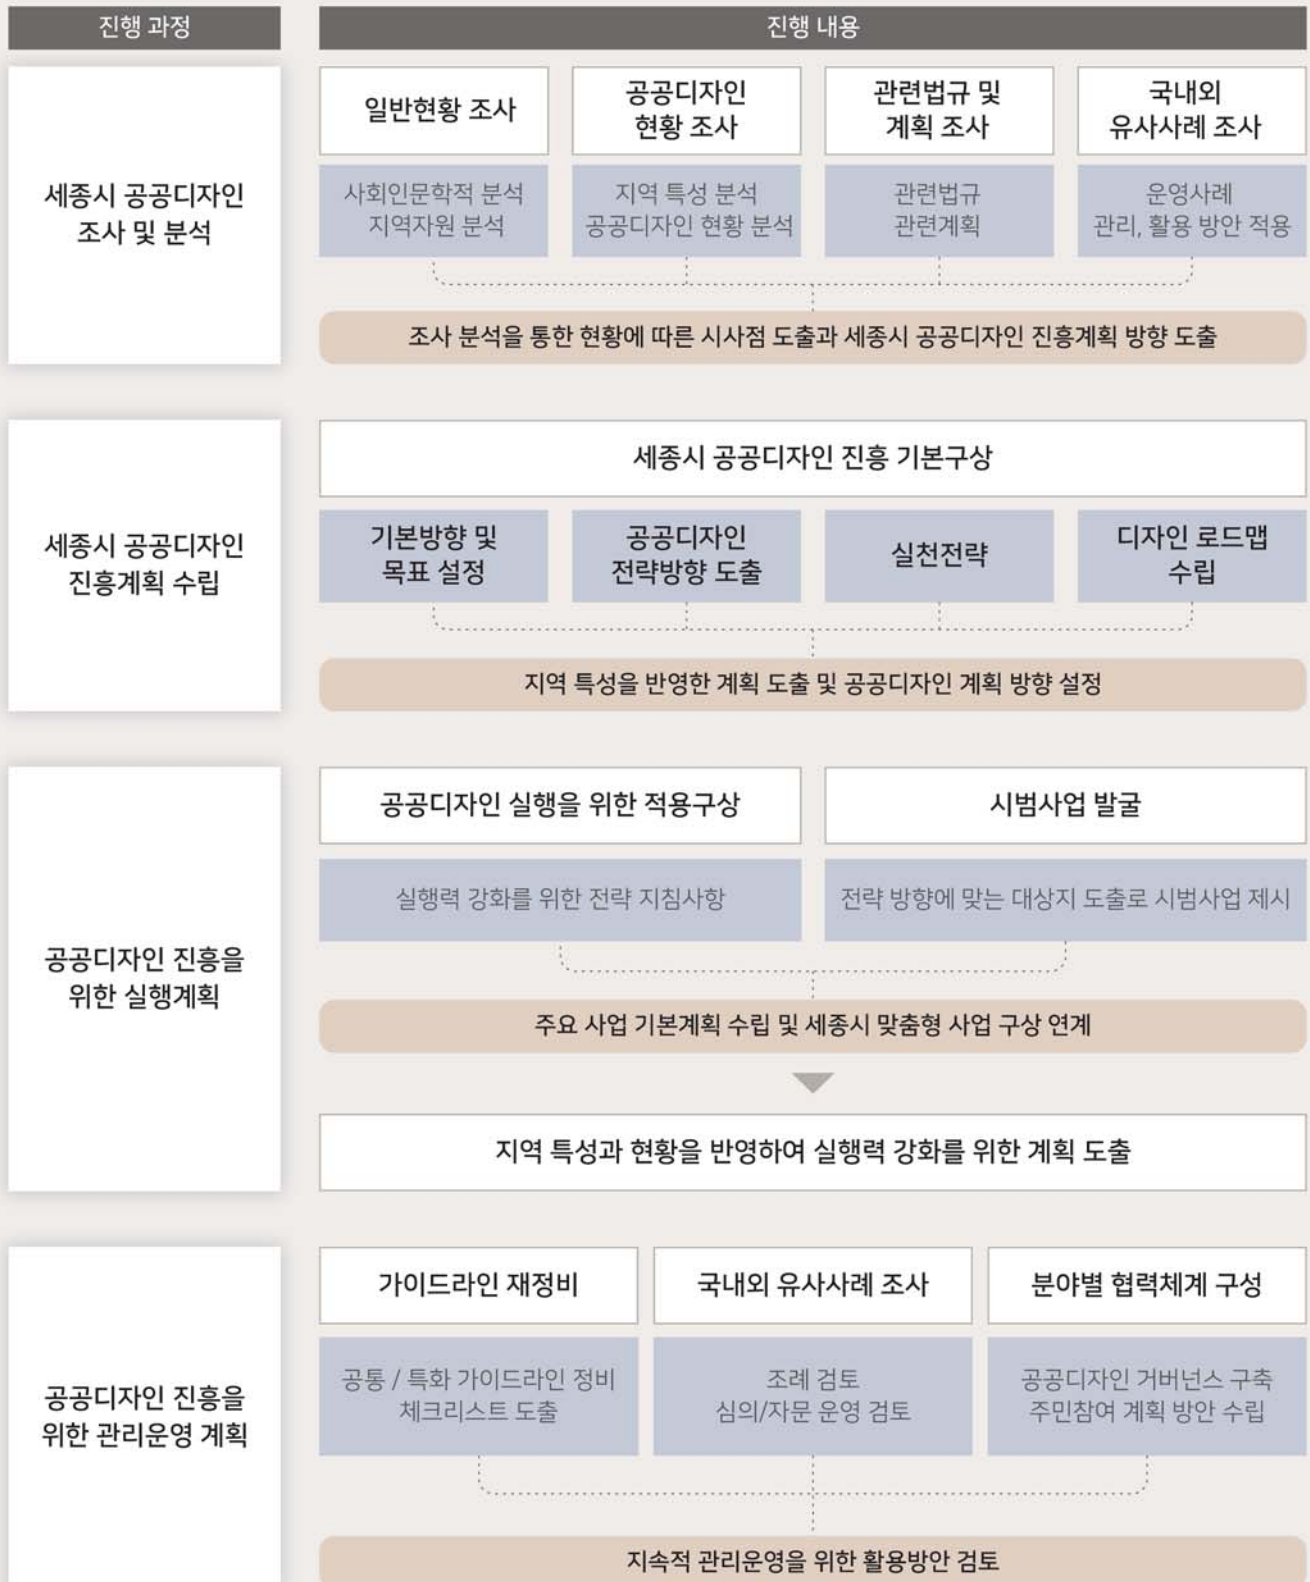 진행 과정
진행 내용
세종시 공공디자인
조사 및 분석
일반현황 조사
공공디자인
현황 조사
관련법규 및
계획 조사
국내외
유사사례 조사
사회인문학적 분석
지역자원 분석
지역 특성 분석
공공디자인 현황 분석
관련법규
관련계획
운영사례
관리, 활용 방안 적용
조사 분석을 통한 현황에 따른 시사점 도출과 세종시 공공디자인 진흥계획 방향 도출
세종시 공공디자인
진흥계획 수립
세종시 공공디자인 진흥 기본구상
기본방향 및
목표 설정
공공디자인
전략방향 도출
실천전략
디자인 로드맵
수립
지역 특성을 반영한 계획 도출 및 공공디자인 계획 방향 설정
공공디자인 진흥을
위한 실행계획
공공디자인 실행을 위한 적용구상
시범사업 발굴
실행력 강화를 위한 전략 지침사항
전략 방향에 맞는 대상지 도출로 시범사업 제시
주요 사업 기본계획 수립 및 세종시 맞춤형 사업 구상 연계
지역 특성과 현황을 반영하여 실행력 강화를 위한 계획 도출
공공디자인 진흥을
위한 관리운영 계획
가이드라인 재정비
국내외 유사사례 조사
분야별 협력체계 구성
공통 / 특화 가이드라인 정비
체크리스트 도출
조례 검토
심의/자문 운영 검토
공공디자인 거버넌스 구축
주민참여 계획 방안 수립
지속적 관리운영을 위한 활용방안 검토